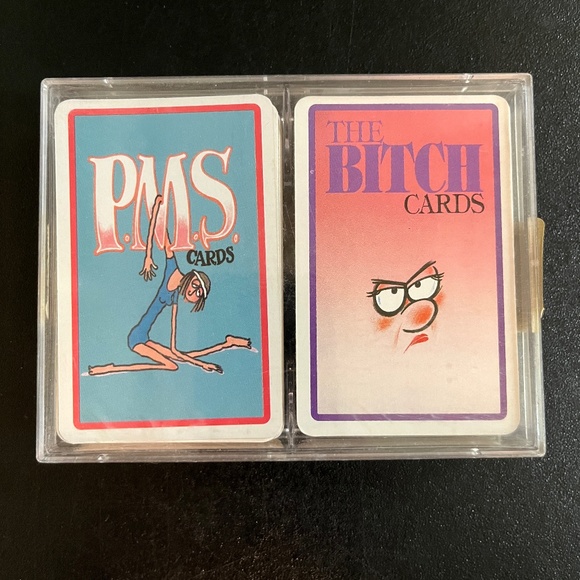 P.M.S.
CARDS
THE
BITCH
CARDS